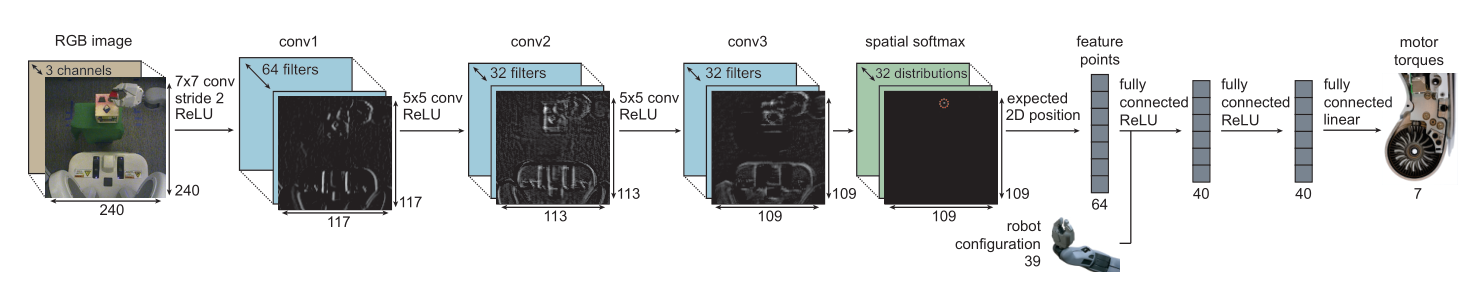 RGB image
3 channels
240
240
7x7 conv
stride 2
ReLU
conv1
64 filters
117
117
5x5 conv
ReLU
conv2
32 filters
113
113
5x5 conv
ReLU
conv3
32 filters
109
109
spatial softmax
32 distributions
109
109
expected
2D position
feature
points
64
robot
configuration
39
fully
connected
ReLU
40
fully
connected
ReLU
40
fully
connected
linear
motor
torques
7